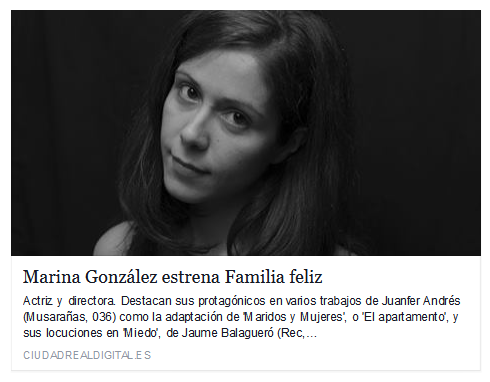 Marina González estrena Familia feliz
Actriz y directora. Destacan sus protagónicos en varios trabajos de Juanfer Andrés
(Musarañas, 036) como la adaptación de 'Maridos y Mujeres', o 'El apartamento', y
sus locuciones en 'Miedo', de Jaume Balagueró (Rec,...
CIUDADREALDIGITAL.ES